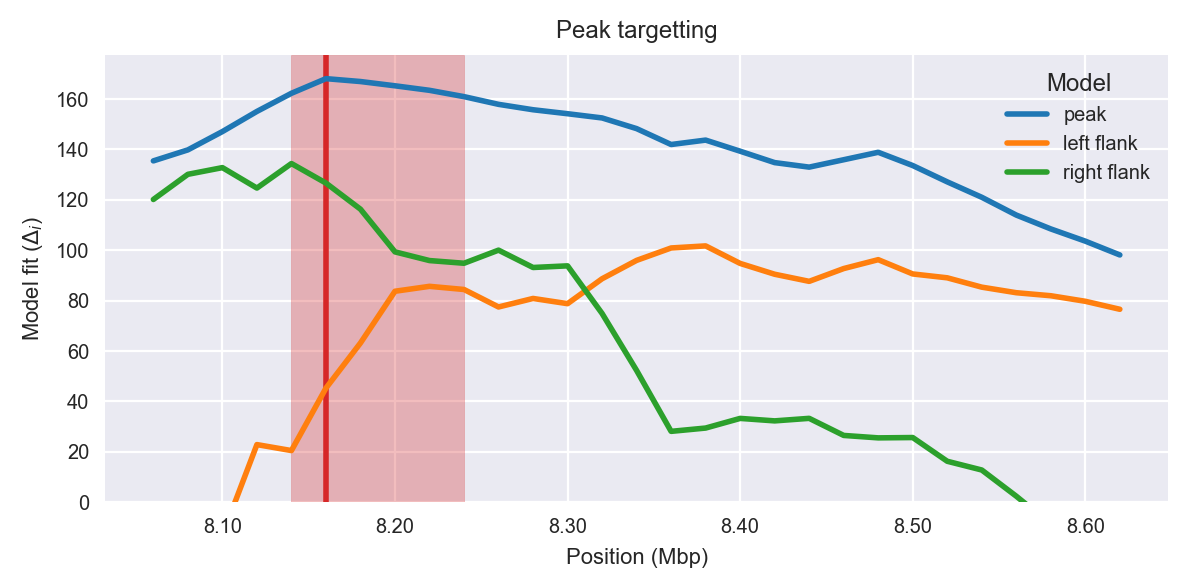 Peak targetting
Model
peak
left flank
right flank
Model fit (Δi)
160
140
120
100
80
60
40
20
0
8.10 8.20 8.30 8.40 8.50 8.60
Position (Mbp)